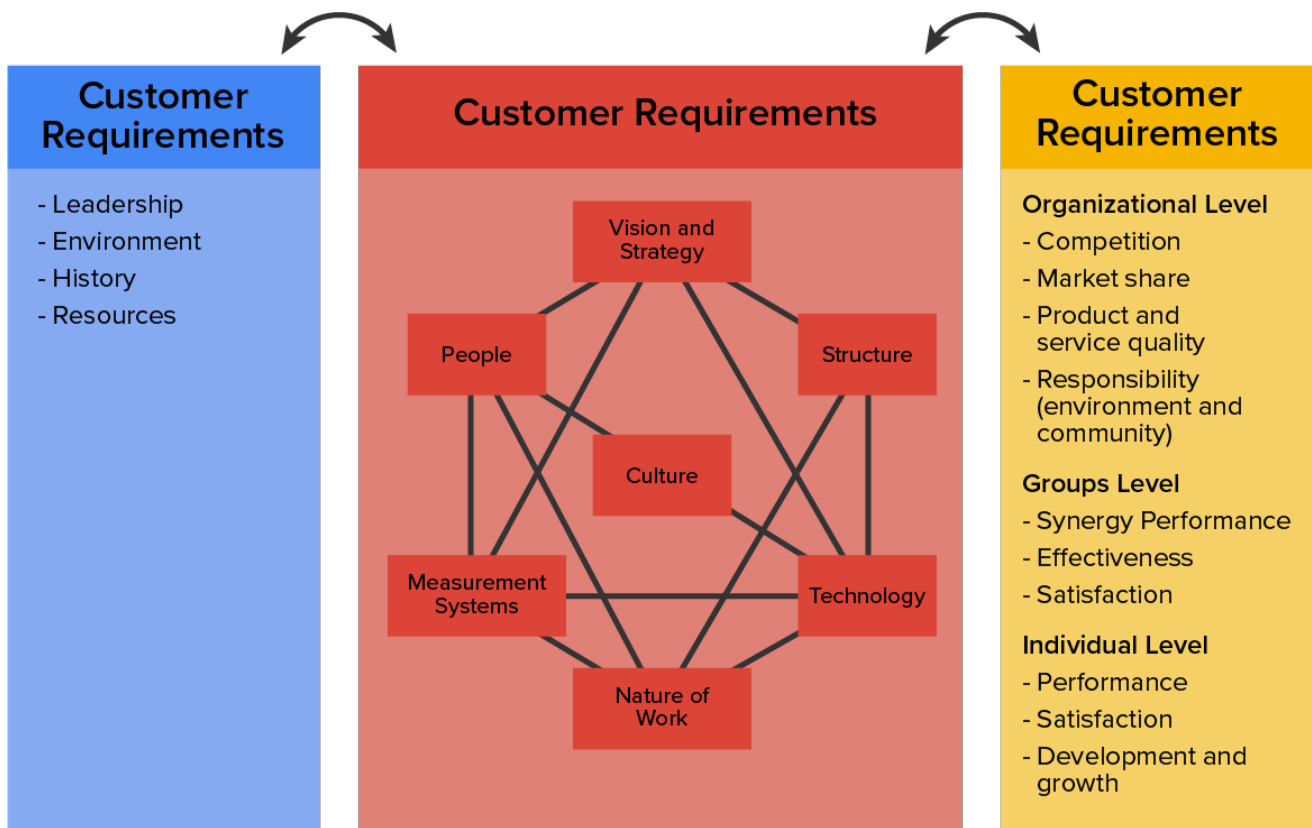 Customer
Requirements
- Leadership
- Environment
- History
- Resources
Customer Requirements
Vision and
Strategy
People
Structure
Culture
Measurement
Systems
Technology
Nature of
Work
Customer
Requirements
Organizational Level
- Competition
- Market share
- Product and
service quality
- Responsibility
(environment and
community)
Groups Level
- Synergy Performance
- Effectiveness
- Satisfaction
Individual Level
- Performance
- Satisfaction
- Development and
growth